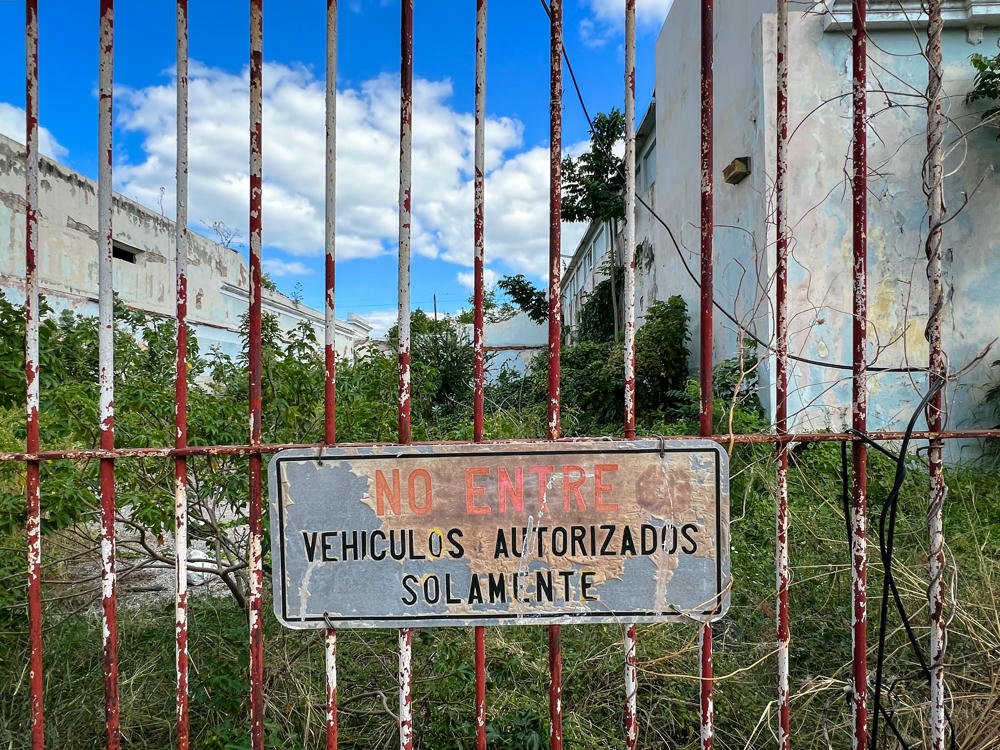 NO ENTRE
VEHICULOS AUTORIZADOS
SOLAMENTE